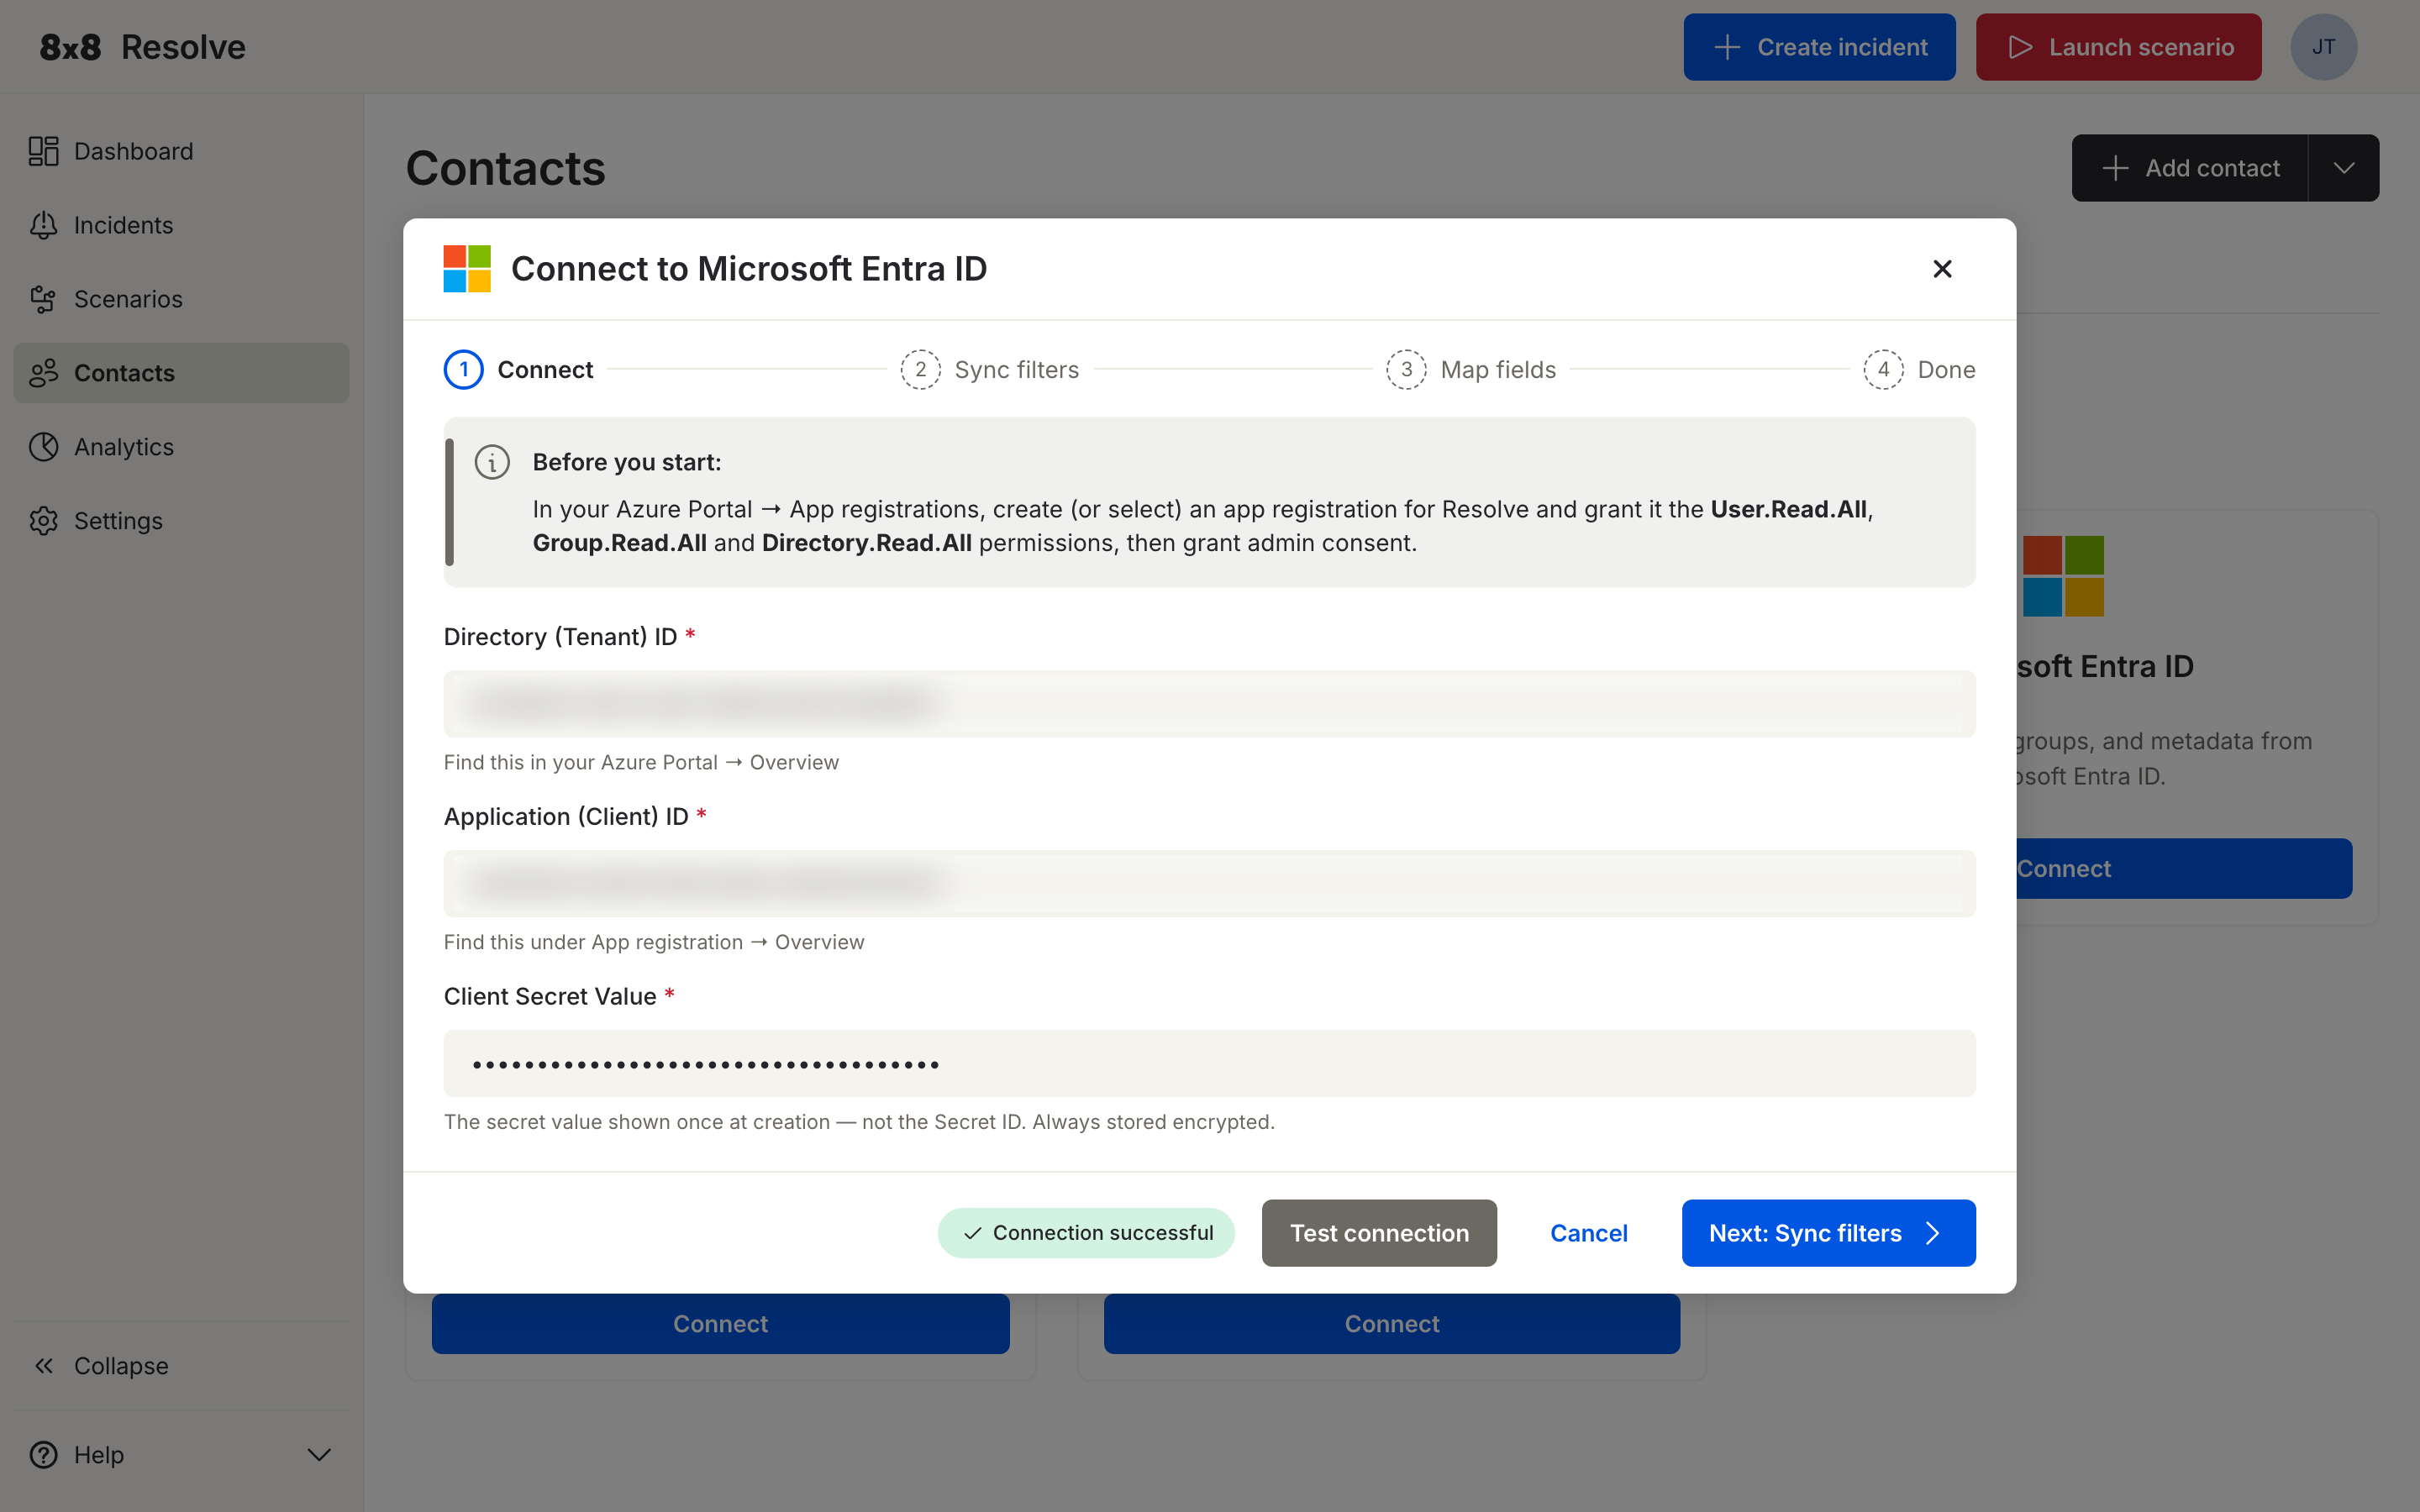 8x8 Resolve
Create incident
Launch scenario
JT
Dashboard
Incidents
Scenarios
Contacts
Analytics
Settings
Collapse
Help
Contacts
Add contact
Connect to Microsoft Entra ID
1 Connect
2 Sync filters
3 Map fields
4 Done
Before you start:
In your Azure Portal → App registrations, create (or select) an app registration for Resolve and grant it the User.Read.All,
Group.Read.All and Directory.Read.All permissions, then grant admin consent.
Directory (Tenant) ID *
Find this in your Azure Portal → Overview
Application (Client) ID *
Find this under App registration → Overview
Client Secret Value *
••••••••••••••••••••••••••••••••••••
The secret value shown once at creation — not the Secret ID. Always stored encrypted.
Connection successful
Test connection
Cancel
Next: Sync filters
soft Entra ID
groups, and metadata from
osoft Entra ID.
Connect
Connect
Connect